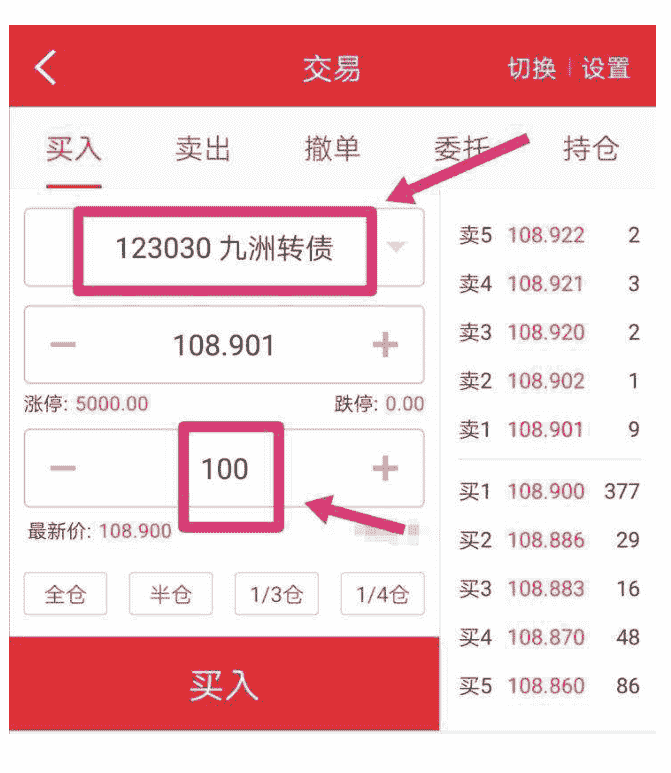 交易 切换 设置
买入 卖出 撤单 委托 持仓
123030 九洲转债
108.901
涨停: 5000.00 跌停: 0.00
100
最新价: 108.900
全仓 半仓 1/3仓 1/4仓
买入
卖5 108.922 2
卖4 108.921 3
卖3 108.920 2
卖2 108.902 1
卖1 108.901 9
买1 108.900 377
买2 108.886 29
买3 108.883 16
买4 108.870 48
买5 108.860 86